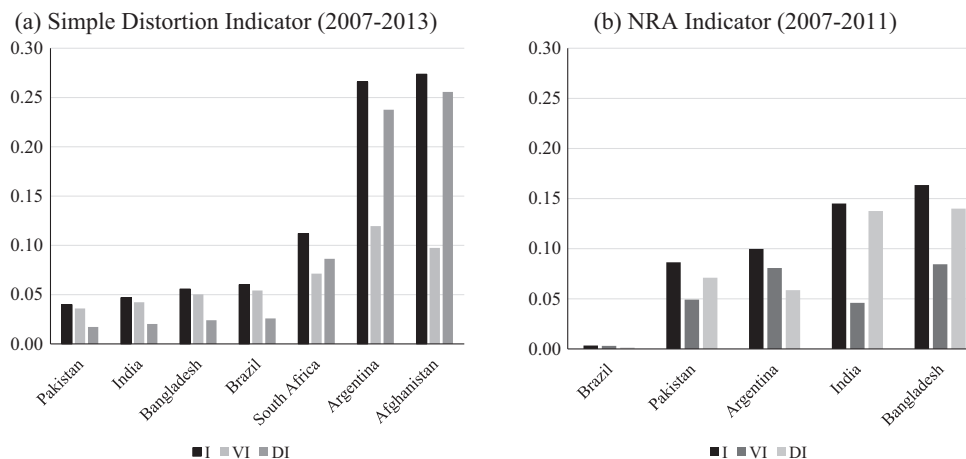 (a) Simple Distortion Indicator (2007-2013)
0.30
0.25
0.20
0.15
0.10
0.05
0.00
Pakistan
India
Bangladesh
Brazil
South Africa
Argentina
Afghanistan
I VI DI
(b) NRA Indicator (2007-2011)
0.30
0.25
0.20
0.15
0.10
0.05
0.00
Brazil
Pakistan
Argentina
India
Bangladesh
I VI DI